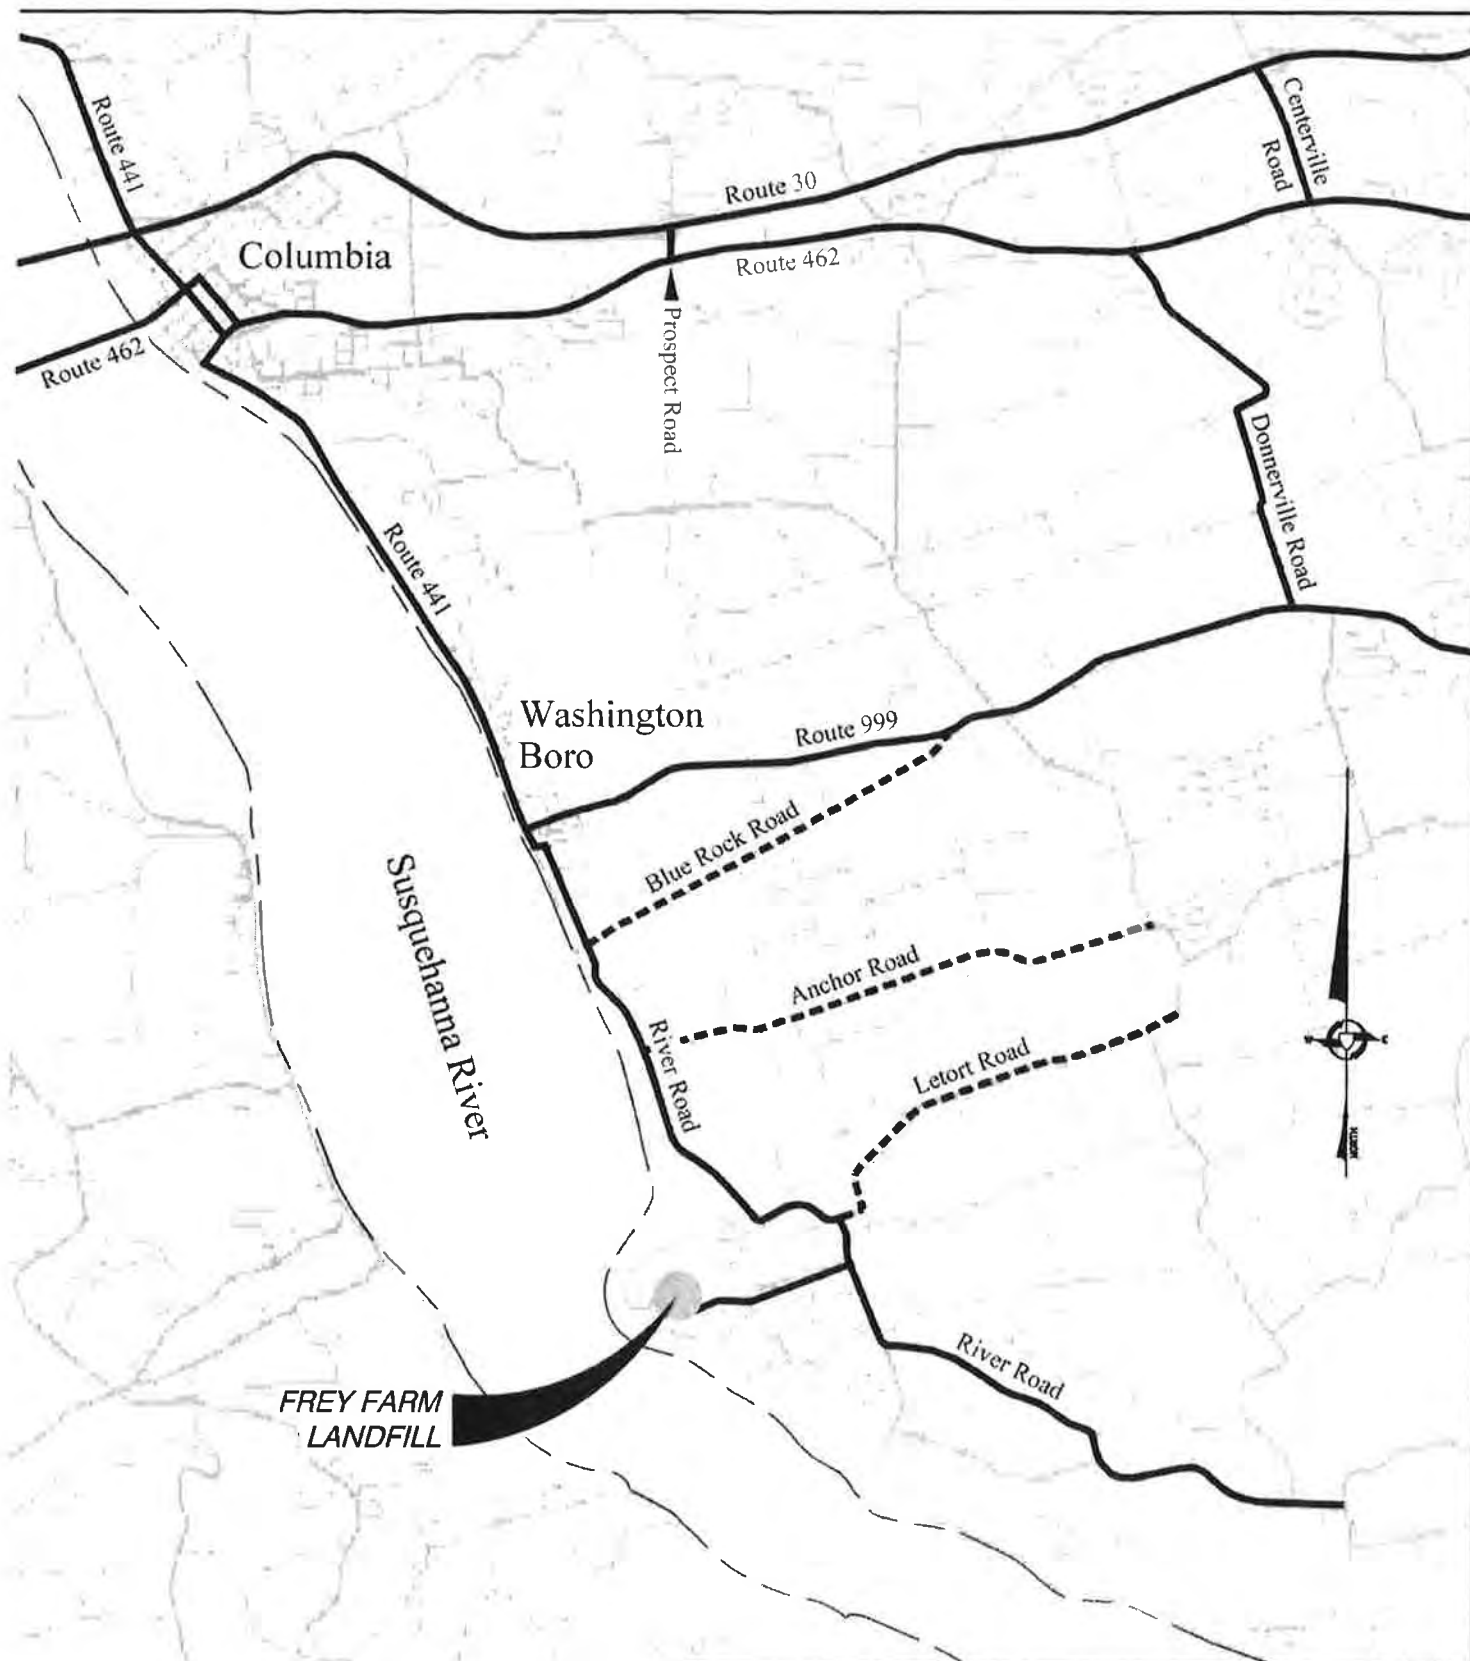 Route 441
Centerville
Road
Route 30
Columbia
Route 462
Route 462
Prospect Road
Donnerville Road
Route 441
Washington
Boro
Route 999
Blue Rock Road
Susquehanna River
Anchor Road
River Road
Letort Road
NORTH
River Road
FREY FARM
LANDFILL